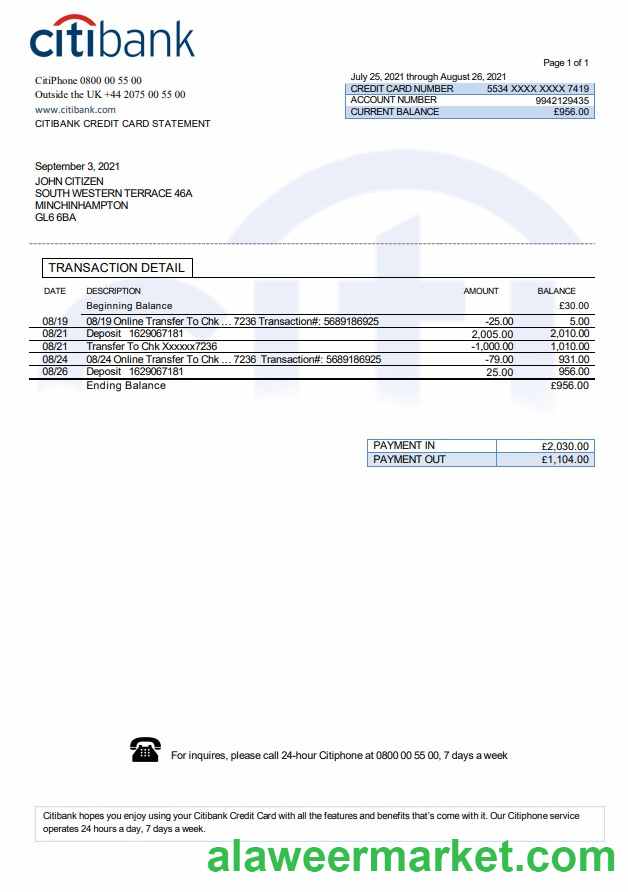 citibank
Page 1 of 1
CitiPhone 0800 00 55 00
Outside the UK +44 2075 00 55 00
www.citibank.com
CITIBANK CREDIT CARD STATEMENT
July 25, 2021 through August 26, 2021
CREDIT CARD NUMBER 5534 XXXX XXXX 7419
ACCOUNT NUMBER 9942129435
CURRENT BALANCE £956.00
September 3, 2021
JOHN CITIZEN
SOUTH WESTERN TERRACE 46A
MINCHINHAMPTON
GL6 6BA
TRANSACTION DETAIL
DATE DESCRIPTION AMOUNT BALANCE
Beginning Balance £30.00
08/19 08/19 Online Transfer To Chk ... 7236 Transaction#: 5689186925 -25.00 5.00
08/21 Deposit 1629067181 2,005.00 2,010.00
08/21 Transfer To Chk Xxxxxx7236 -1,000.00 1,010.00
08/24 08/24 Online Transfer To Chk ... 7236 Transaction#: 5689186925 -79.00 931.00
08/26 Deposit 1629067181 25.00 956.00
Ending Balance £956.00
PAYMENT IN £2,030.00
PAYMENT OUT £1,104.00
For inquires, please call 24-hour Citiphone at 0800 00 55 00, 7 days a week
Citibank hopes you enjoy using your Citibank Credit Card with all the features and benefits that's come with it. Our Citiphone service
operates 24 hours a day, 7 days a week.
alaweermarket.com